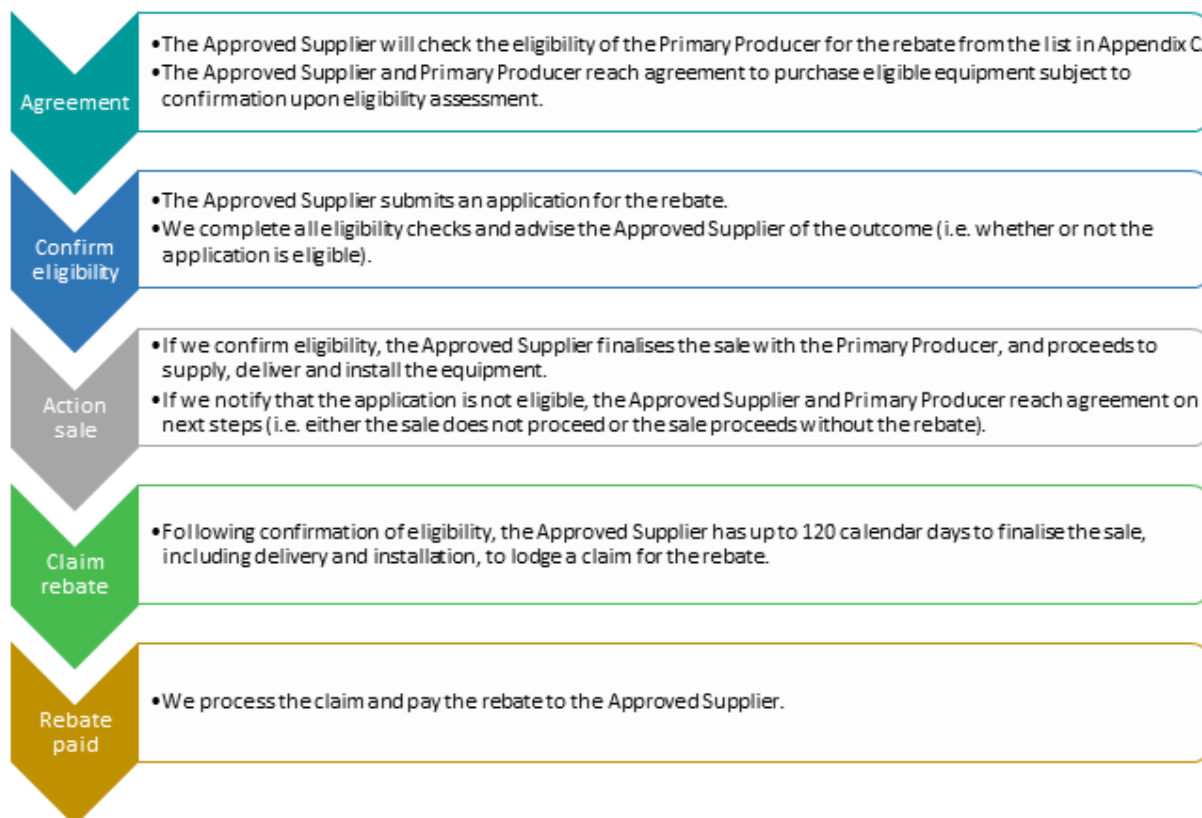 Agreement
•The Approved Supplier will check the eligibility of the Primary Producer for the rebate from the list in Appendix C.
•The Approved Supplier and Primary Producer reach agreement to purchase eligible equipment subject to
confirmation upon eligibility assessment.
Confirm
eligibility
•The Approved Supplier submits an application for the rebate.
•We complete all eligibility checks and advise the Approved Supplier of the outcome (i.e. whether or not the
application is eligible).
Action
sale
•If we confirm eligibility, the Approved Supplier finalises the sale with the Primary Producer, and proceeds to
supply, deliver and install the equipment.
•If we notify that the application is not eligible, the Approved Supplier and Primary Producer reach agreement on
next steps (i.e. either the sale does not proceed or the sale proceeds without the rebate).
Claim
rebate
•Following confirmation of eligibility, the Approved Supplier has up to 120 calendar days to finalise the sale,
including delivery and installation, to lodge a claim for the rebate.
Rebate
paid
•We process the claim and pay the rebate to the Approved Supplier.